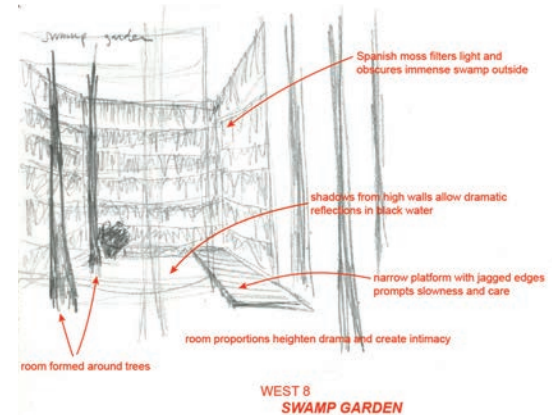 swamp garden
Spanish moss filters light and
obscures immense swamp outside
shadows from high walls allow dramatic
reflections in black water
narrow platform with jagged edges
prompts slowness and care
room proportions heighten drama and create intimacy
room formed around trees
WEST 8
SWAMP GARDEN